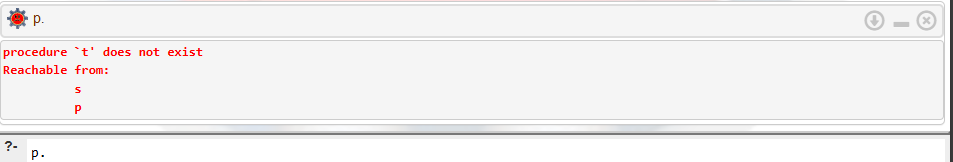 p.
procedure `t' does not exist
Reachable from:
s
p
?- p.